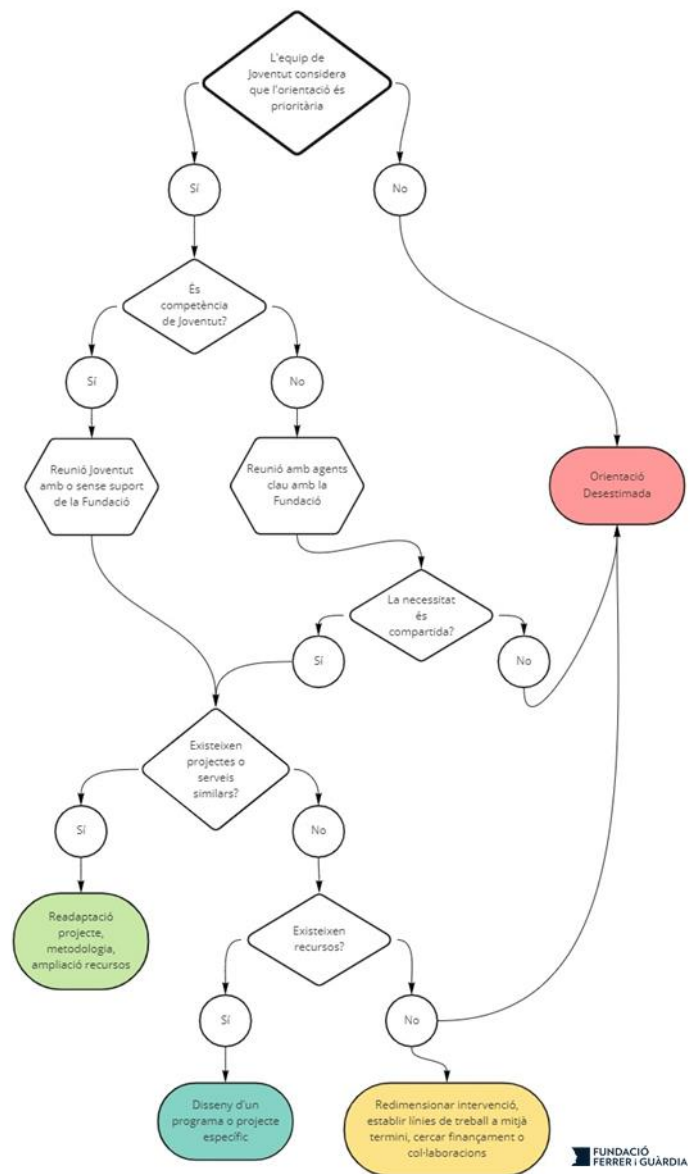 L'equip de
Joventut considera
que l'orientació és
prioritària
Sí
No
És
competència
de Joventut?
Sí
No
Reunió Joventut
amb o sense suport
de la Fundació
Reunió amb agents
clau amb la
Fundació
Orientació
Desestimada
La necessitat
és
compartida?
Sí
No
Existeixen
projectes o
serveis
similars?
Sí
No
Readaptació
projecte,
metodologia,
ampliació recursos
Existeixen
recursos?
Sí
No
Disseny d'un
programa o projecte
específic
Redimensionar intervenció,
establir línies de treball a mitjà
termini, cercar finançament o
col·laboracions
FUNDACIÓ
FERRER i GUÀRDIA